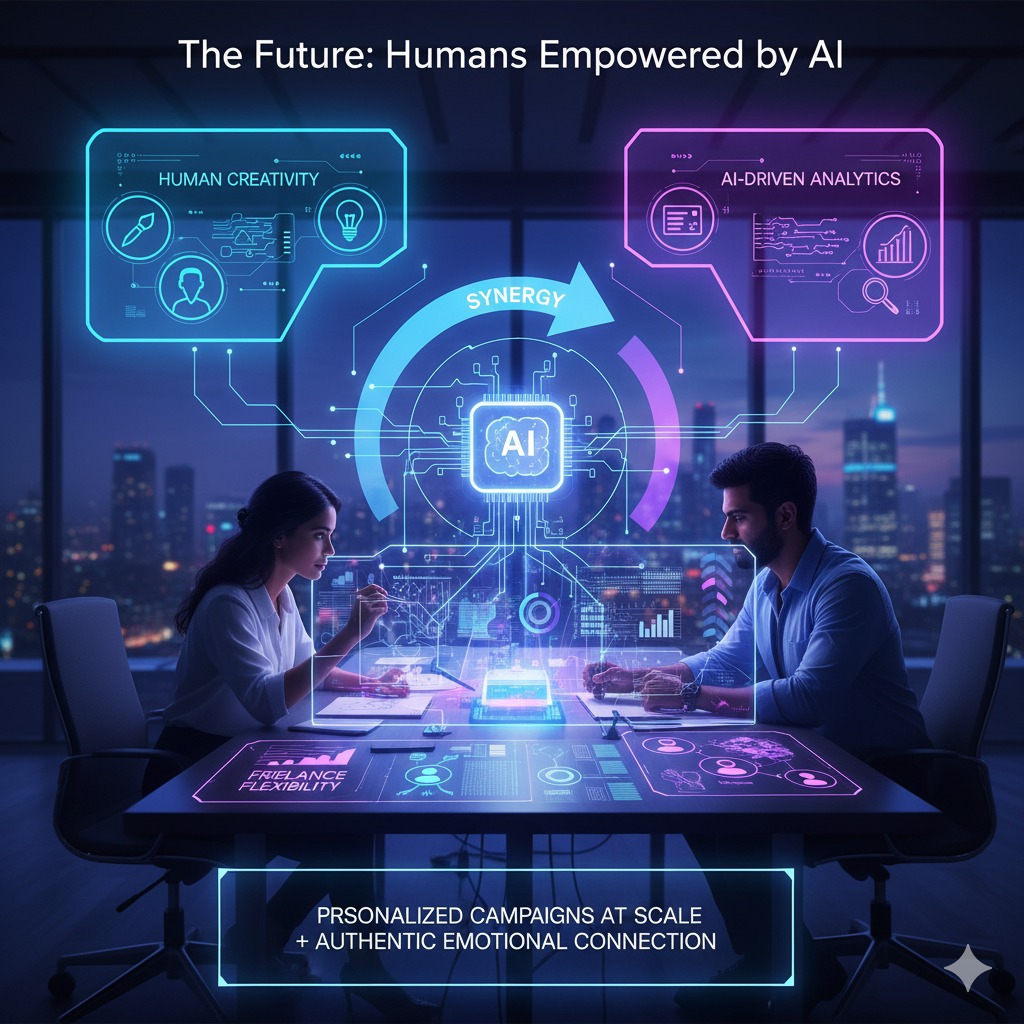 The Future: Humans Empowered by AI
HUMAN CREATIVITY
AI-DRIVEN ANALYTICS
SYNERGY
AI
FRIELANCE
FLEXIBILITY
PRSONALIZED CAMPAIGNS AT SCALE
+ AUTHENTIC EMOTIONAL CONNECTION